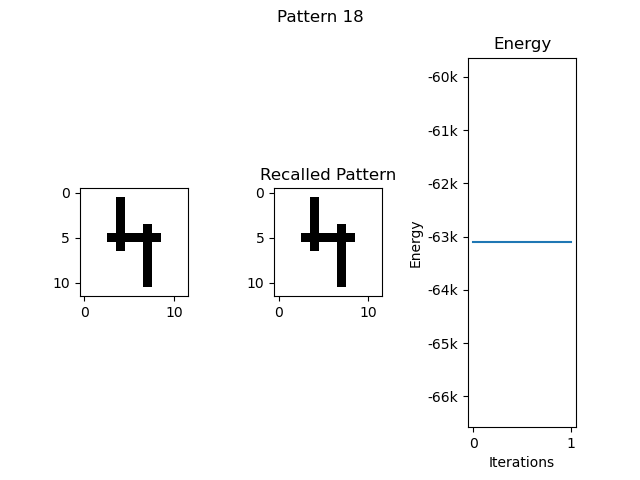 Pattern 18
0
5
10
0 10
Recalled Pattern
0
5
10
0 10
Energy
Energy
-60k
-61k
-62k
-63k
-64k
-65k
-66k
0 1
Iterations